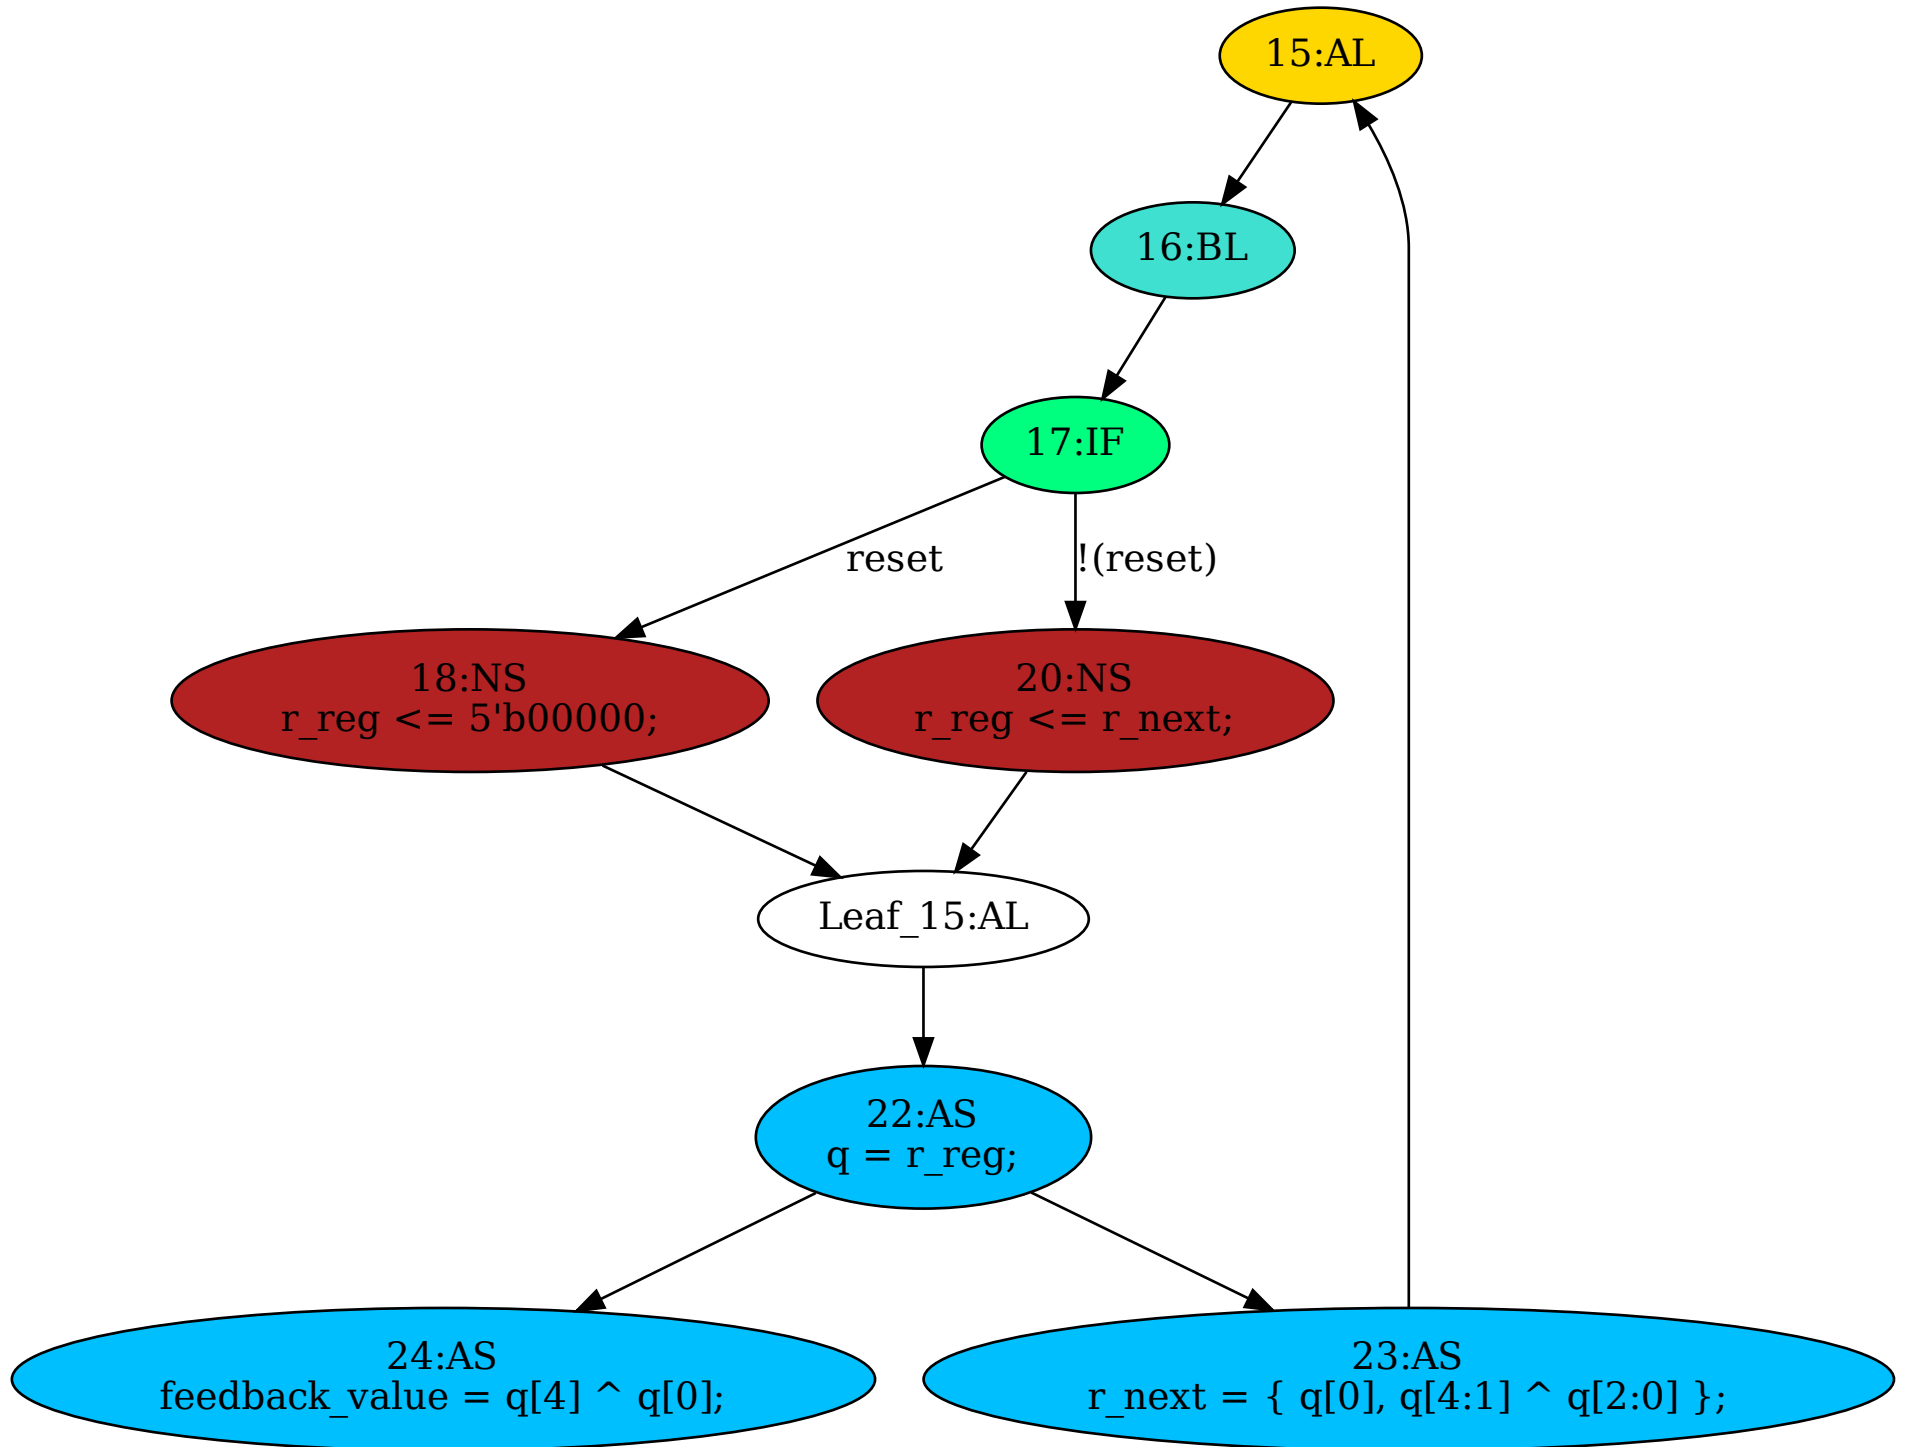 15:AL
16:BL
17:IF
reset
!(reset)
18:NS
r_reg <= 5'b00000;
20:NS
r_reg <= r_next;
Leaf_15:AL
22:AS
q = r_reg;
24:AS
feedback_value = q[4] ^ q[0];
23:AS
r_next = { q[0], q[4:1] ^ q[2:0] };